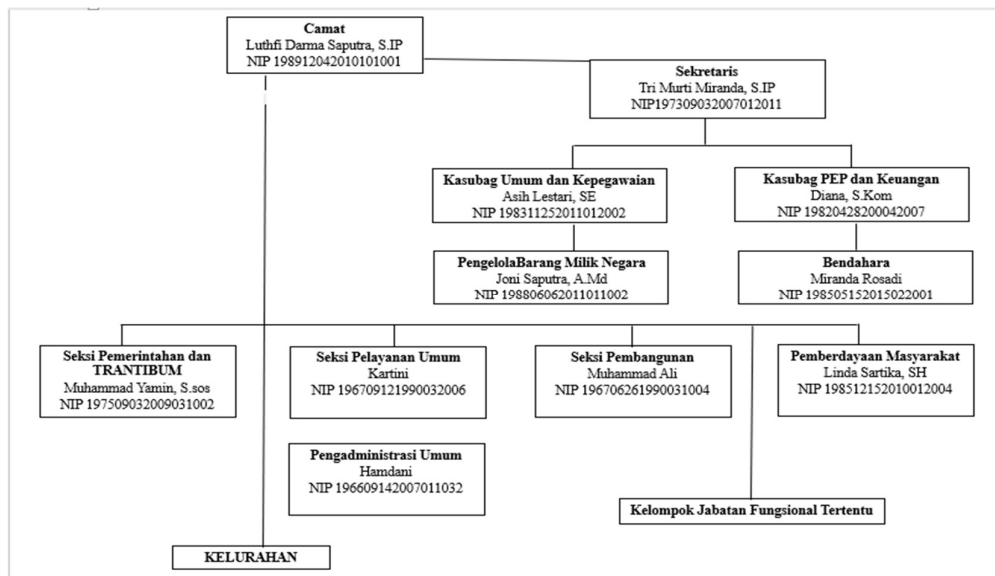 Camat
Luthfi Darma Saputra, S.IP
NIP 198912042010101001
Sekretaris
Tri Murti Miranda, S.IP
NIP197309032007012011
Kasubag Umum dan Kepegawaian
Asih Lestari, SE
NIP 198311252011012002
Kasubag PEP dan Keuangan
Diana, S.Kom
NIP 19820428200042007
PengelolaBarang Milik Negara
Joni Saputra, A.Md
NIP 198806062011011002
Bendahara
Miranda Rosadi
NIP 198505152015022001
Seksi Pemerintahan dan
TRANTIBUM
Muhammad Yamin, S.sos
NIP 197509032009031002
Seksi Pelayanan Umum
Kartini
NIP 196709121990032006
Seksi Pembangunan
Muhammad Ali
NIP 196706261990031004
Pemberdayaan Masyarakat
Linda Sartika, SH
NIP 198512152010012004
Pengadministrasi Umum
Hamdani
NIP 196609142007011032
Kelompok Jabatan Fungsional Tertentu
KELURAHAN